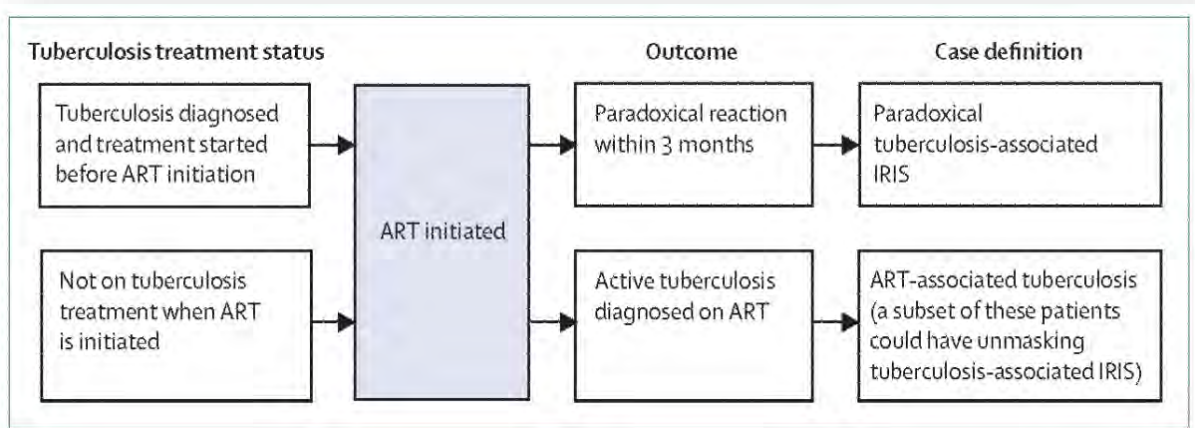 Tuberculosis treatment status
Outcome
Case definition
Tuberculosis diagnosed
and treatment started
before ART initiation
ART initiated
Paradoxical reaction
within 3 months
Paradoxical
tuberculosis-associated
IRIS
Not on tuberculosis
treatment when ART
is initiated
Active tuberculosis
diagnosed on ART
ART-associated tuberculosis
(a subset of these patients
could have unmasking
tuberculosis-associated IRIS)